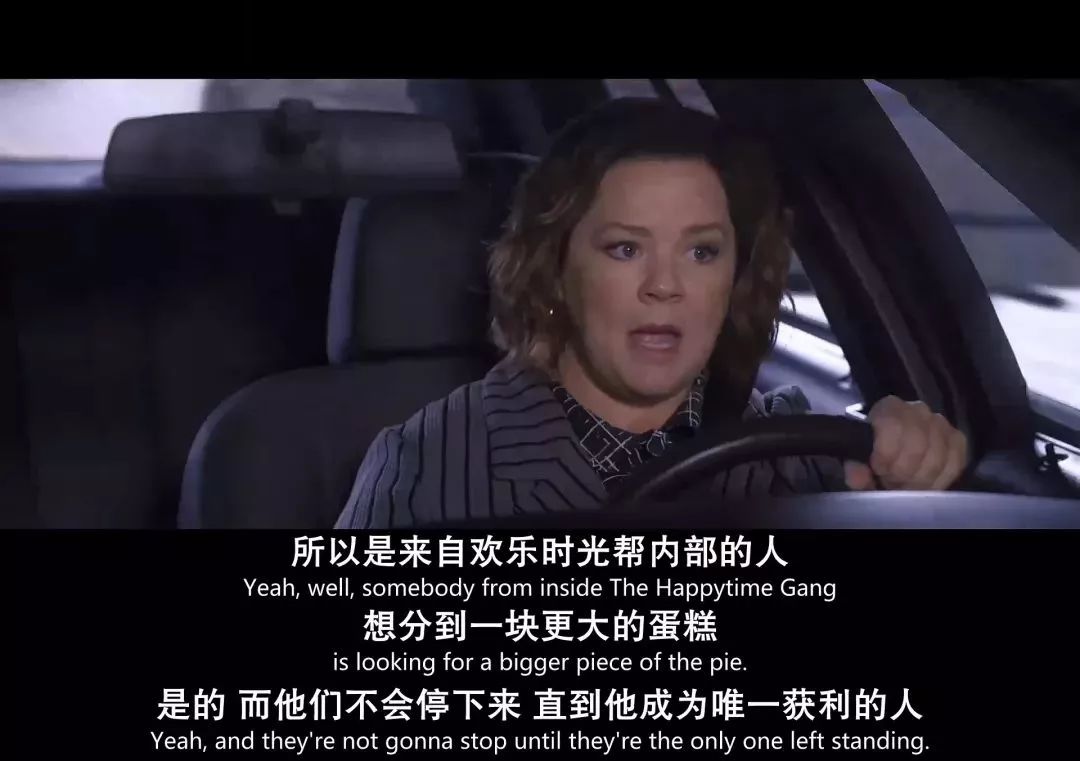 所以是来自欢乐时光帮内部的人
Yeah, well, somebody from inside The Happytime Gang
想分到一块更大的蛋糕
is looking for a bigger piece of the pie.
是的 而他们不会停下来 直到他成为唯一获利的人
Yeah, and they're not gonna stop until they're the only one left standing.